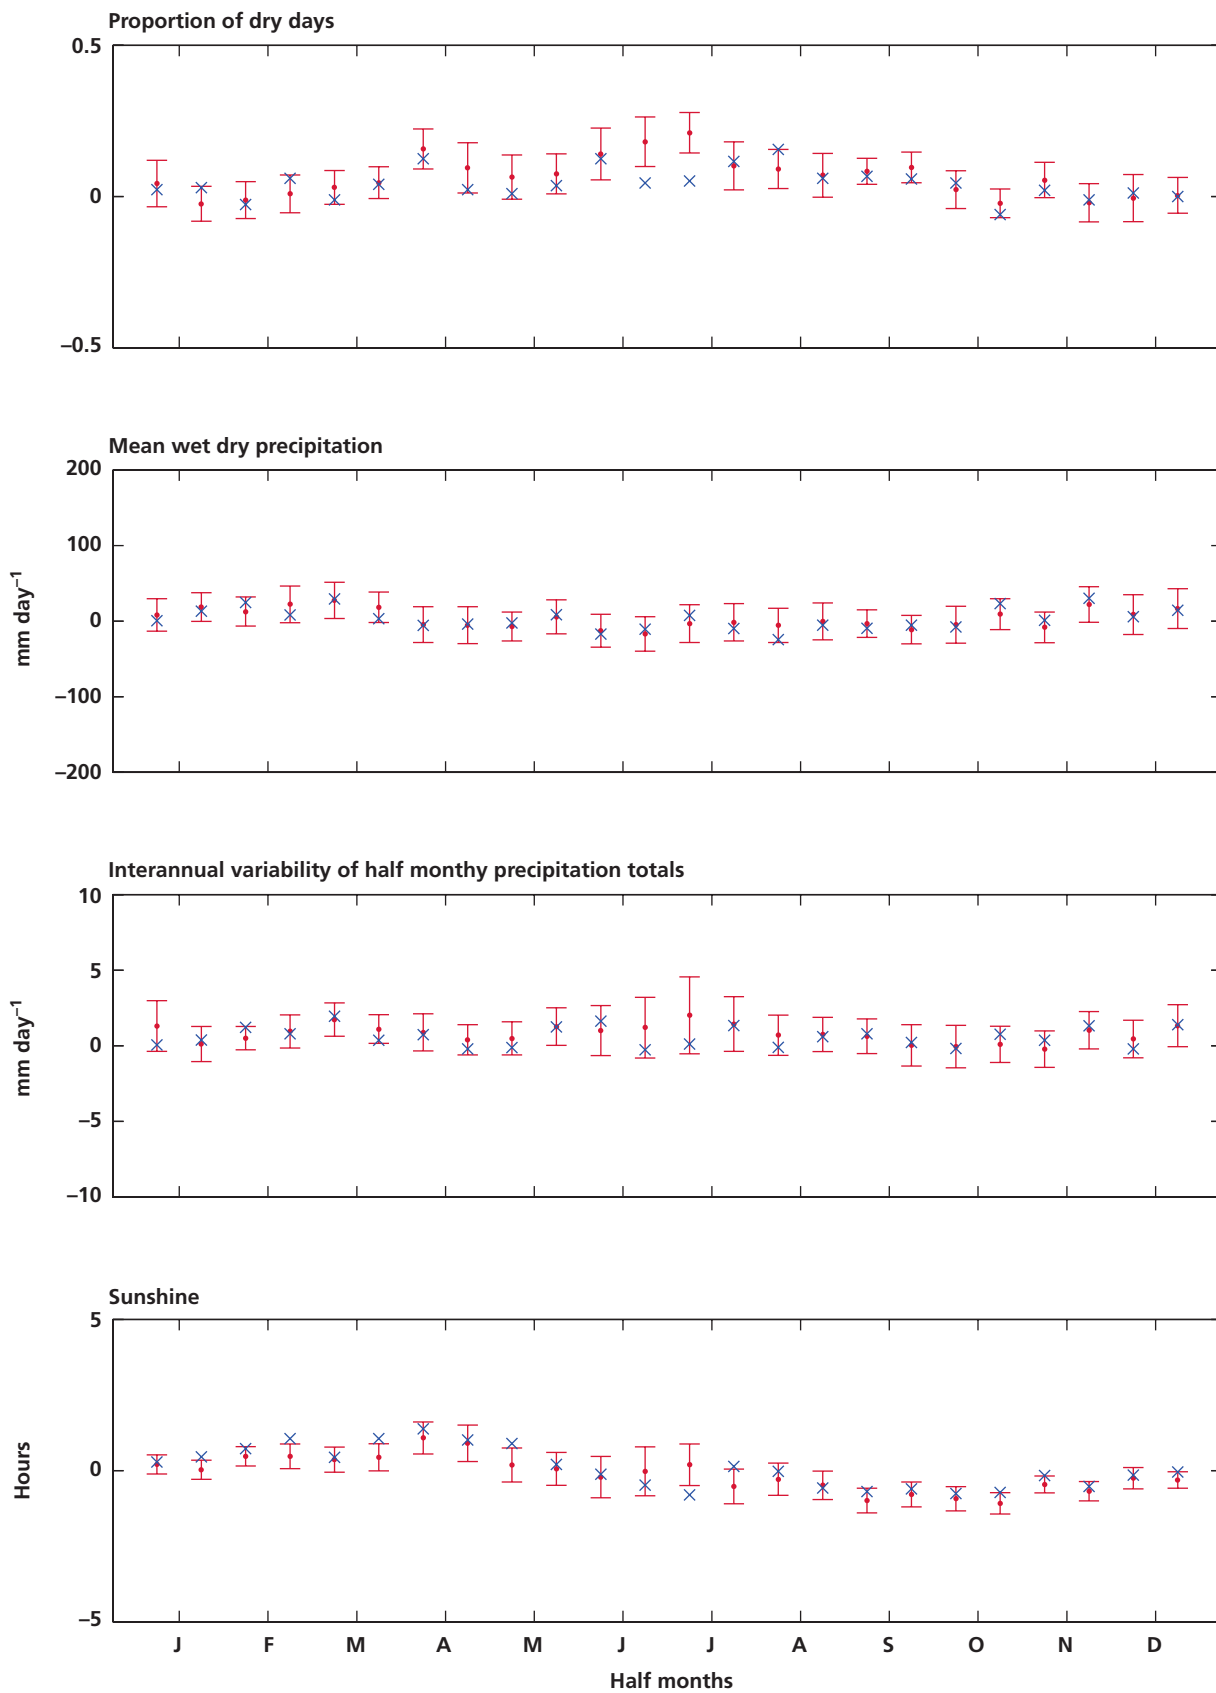 Proportion of dry days
0.5
0
–0.5
Mean wet dry precipitation
200
100
0
–100
–200
mm day–1
Interannual variability of half monthy precipitation totals
10
5
0
–5
–10
mm day–1
Sunshine
5
0
–5
Hours
J F M A M J J A S O N D
Half months